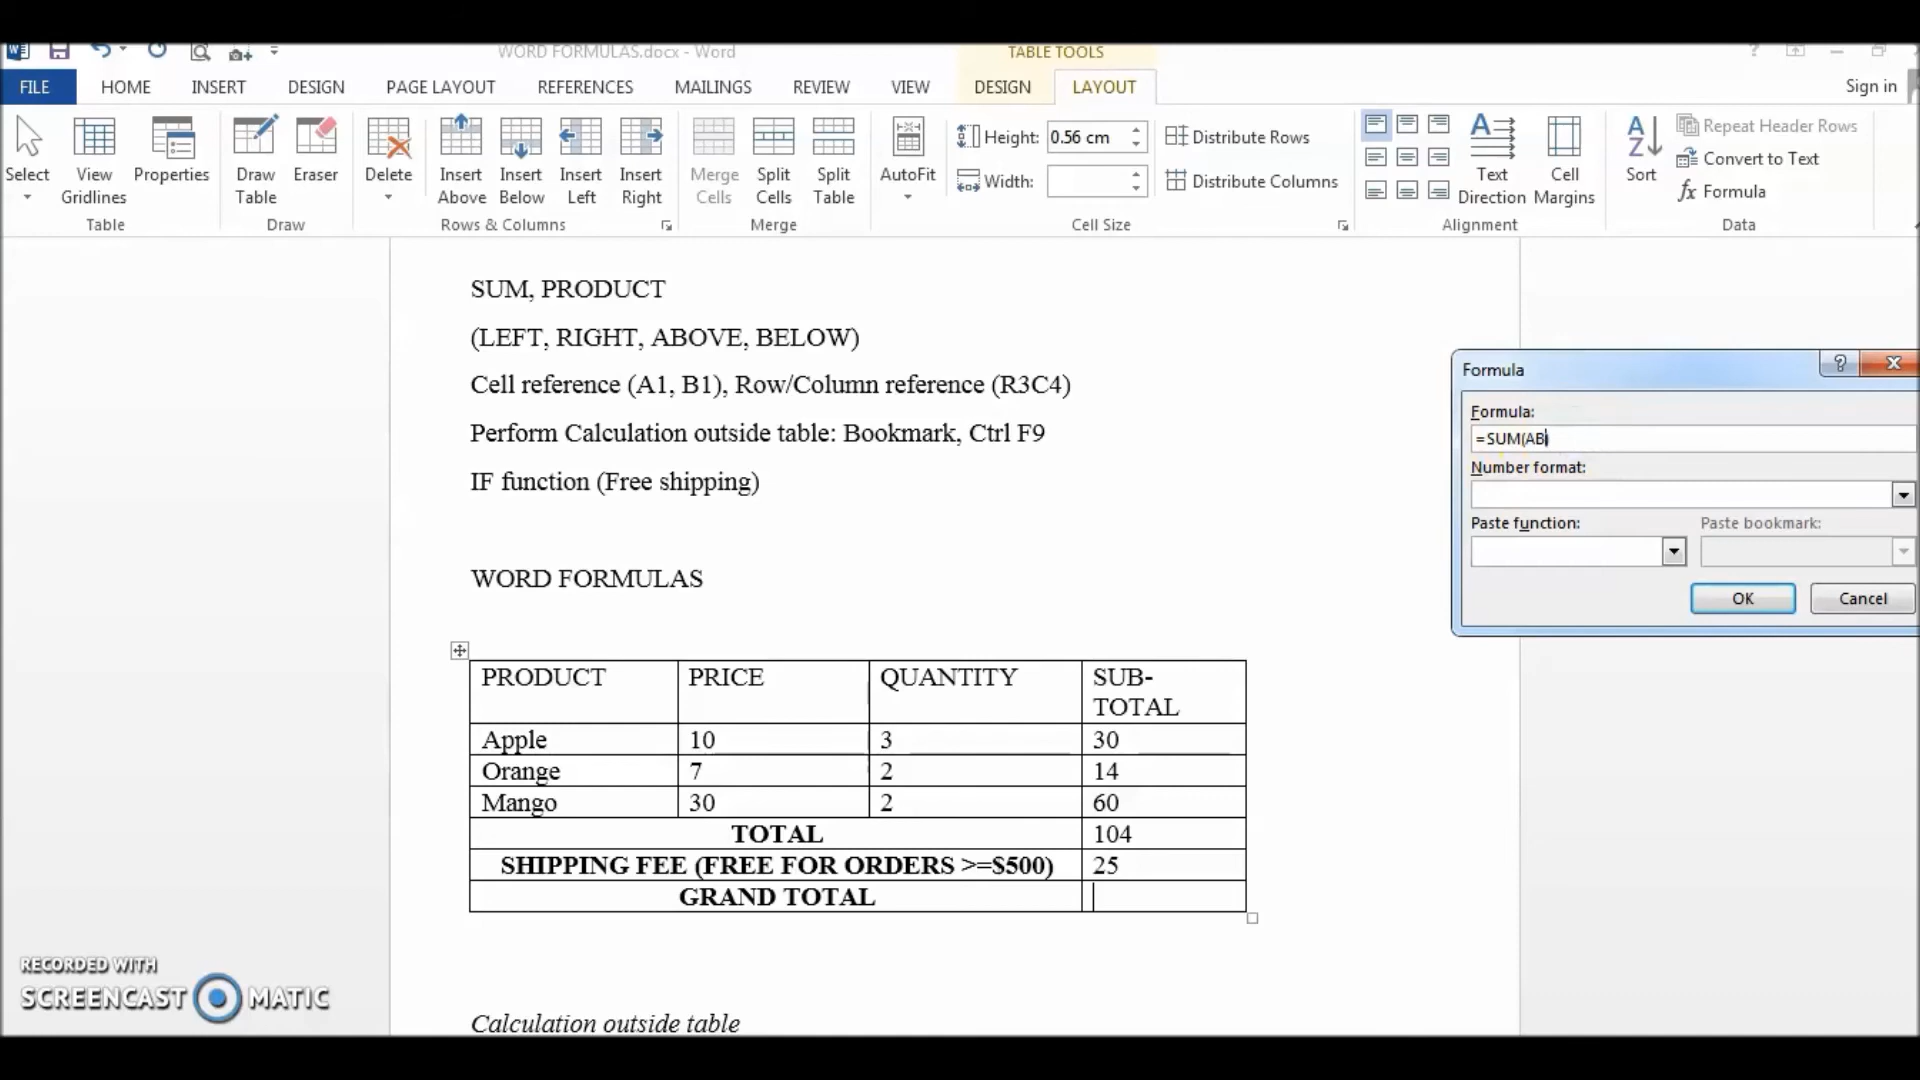 WORD FORMULAS.docx - Word
TABLE TOOLS
FILE HOME INSERT DESIGN PAGE LAYOUT REFERENCES MAILINGS REVIEW VIEW DESIGN LAYOUT Sign in
Select
View Gridlines
Properties
Table
Draw Table
Eraser
Draw
Delete
Insert Above
Insert Below
Insert Left
Insert Right
Rows & Columns
Merge Cells
Split Cells
Split Table
Merge
AutoFit
Height: 0.56 cm
Width:
Distribute Rows
Distribute Columns
Cell Size
Text Direction
Cell Margins
Alignment
Sort
Repeat Header Rows
Convert to Text
fx Formula
Data
SUM, PRODUCT
(LEFT, RIGHT, ABOVE, BELOW)
Cell reference (A1, B1), Row/Column reference (R3C4)
Perform Calculation outside table: Bookmark, Ctrl F9
IF function (Free shipping)
WORD FORMULAS
PRODUCT PRICE QUANTITY SUB-
TOTAL
Apple 10 3 30
Orange 7 2 14
Mango 30 2 60
TOTAL 104
SHIPPING FEE (FREE FOR ORDERS >=$500) 25
GRAND TOTAL
Calculation outside table
Formula
Formula:
=SUM(AB)
Number format:
Paste function: Paste bookmark:
OK Cancel
RECORDED WITH
SCREENCAST MATIC